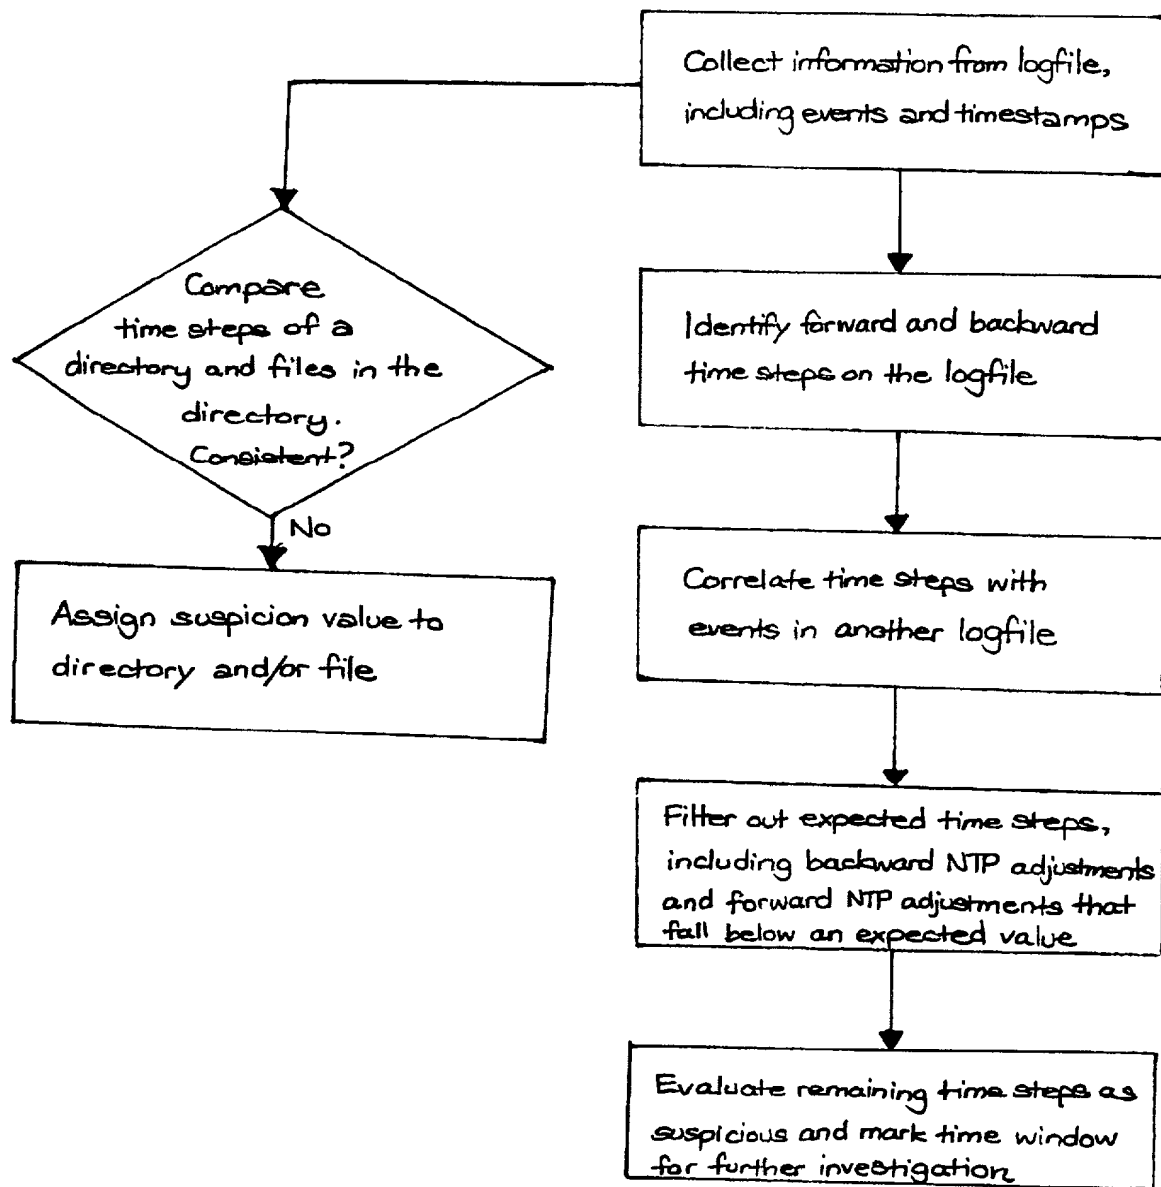 Collect information from logfile,
including events and timestamps
Compare
time steps of a
directory and files in the
directory.
Consistent?
No
Assign suspicion value to
directory and/or file
Identify forward and backward
time steps on the logfile
Correlate time steps with
events in another logfile
Filter out expected time steps,
including backward NTP adjustments
and forward NTP adjustments that
fall below an expected value
Evaluate remaining time steps as
suspicious and mark time window
for further investigation